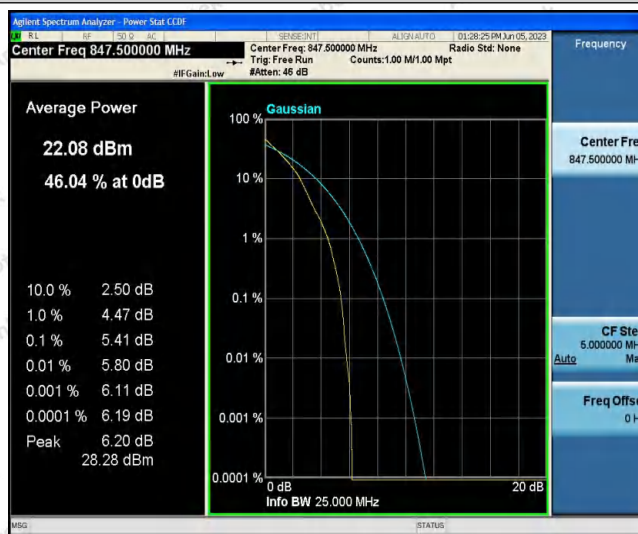 Agilent Spectrum Analyzer - Power Stat CCDF
RL RF 50 Ω AC SENSE:INT ALIGN AUTO 01:28:25 PM Jun 05, 2023
Center Freq 847.500000 MHz
Center Freq: 847.500000 MHz Radio Std: None
Trig: Free Run Counts:1.00 M/1.00 Mpt
#IFGain:Low #Atten: 46 dB
Frequency
Average Power
22.08 dBm
46.04 % at 0dB
10.0 % 2.50 dB
1.0 % 4.47 dB
0.1 % 5.41 dB
0.01 % 5.80 dB
0.001 % 6.11 dB
0.0001 % 6.19 dB
Peak 6.20 dB
28.28 dBm
Gaussian
100 %
10 %
1 %
0.1 %
0.01 %
0.001 %
0.0001 %
0 dB 20 dB
Info BW 25.000 MHz
Center Fre
847.500000 MH
CF Ste
5.000000 MH
Auto Ma
Freq Offse
0 H
MSG STATUS